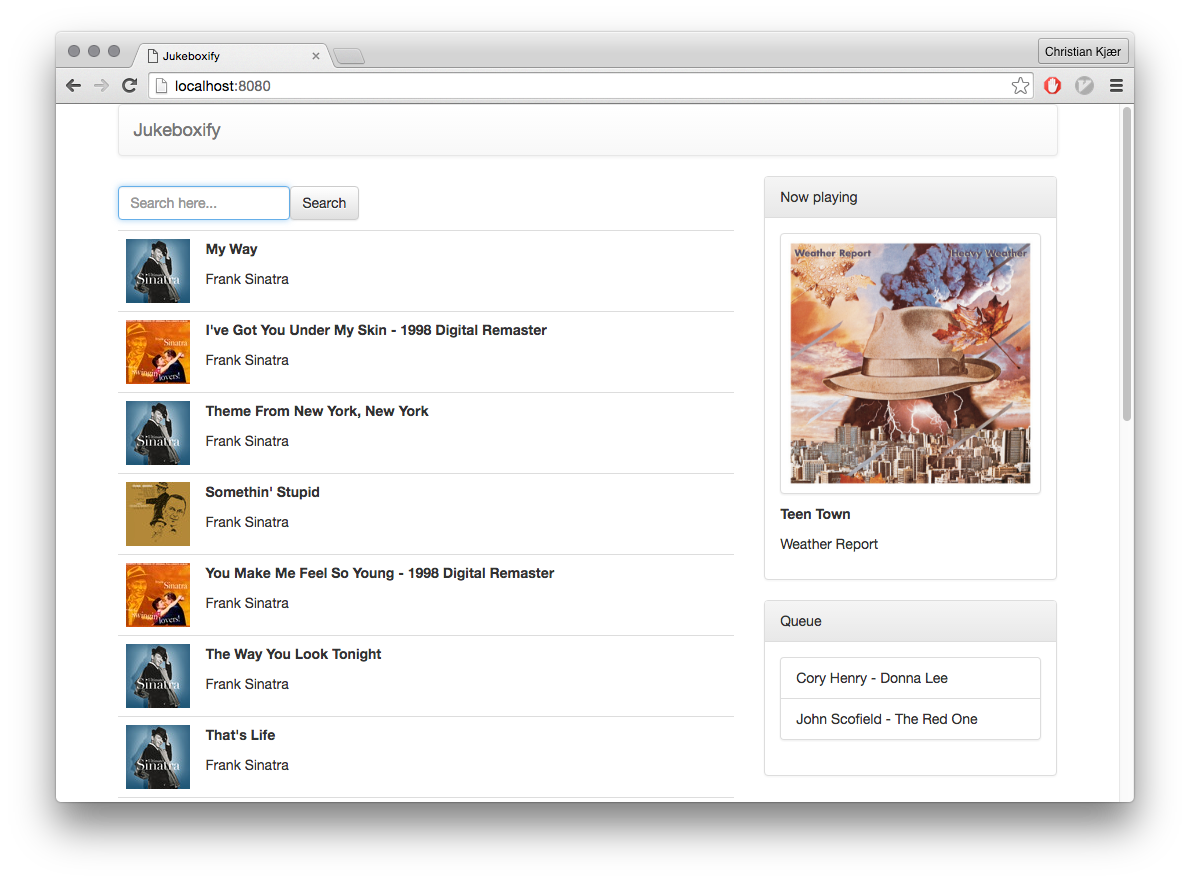 Jukeboxify
Christian Kjær
localhost:8080
Jukeboxify
Search here...
Search
My Way
Frank Sinatra
Sinatra
I've Got You Under My Skin - 1998 Digital Remaster
Frank Sinatra
Sinatra
swingin' lovers!
Theme From New York, New York
Frank Sinatra
Sinatra
Somethin' Stupid
Frank Sinatra
You Make Me Feel So Young - 1998 Digital Remaster
Frank Sinatra
Sinatra
swingin' lovers!
The Way You Look Tonight
Frank Sinatra
Sinatra
That's Life
Frank Sinatra
Sinatra
Now playing
Weather Report
Heavy Weather
Teen Town
Weather Report
Queue
Cory Henry - Donna Lee
John Scofield - The Red One